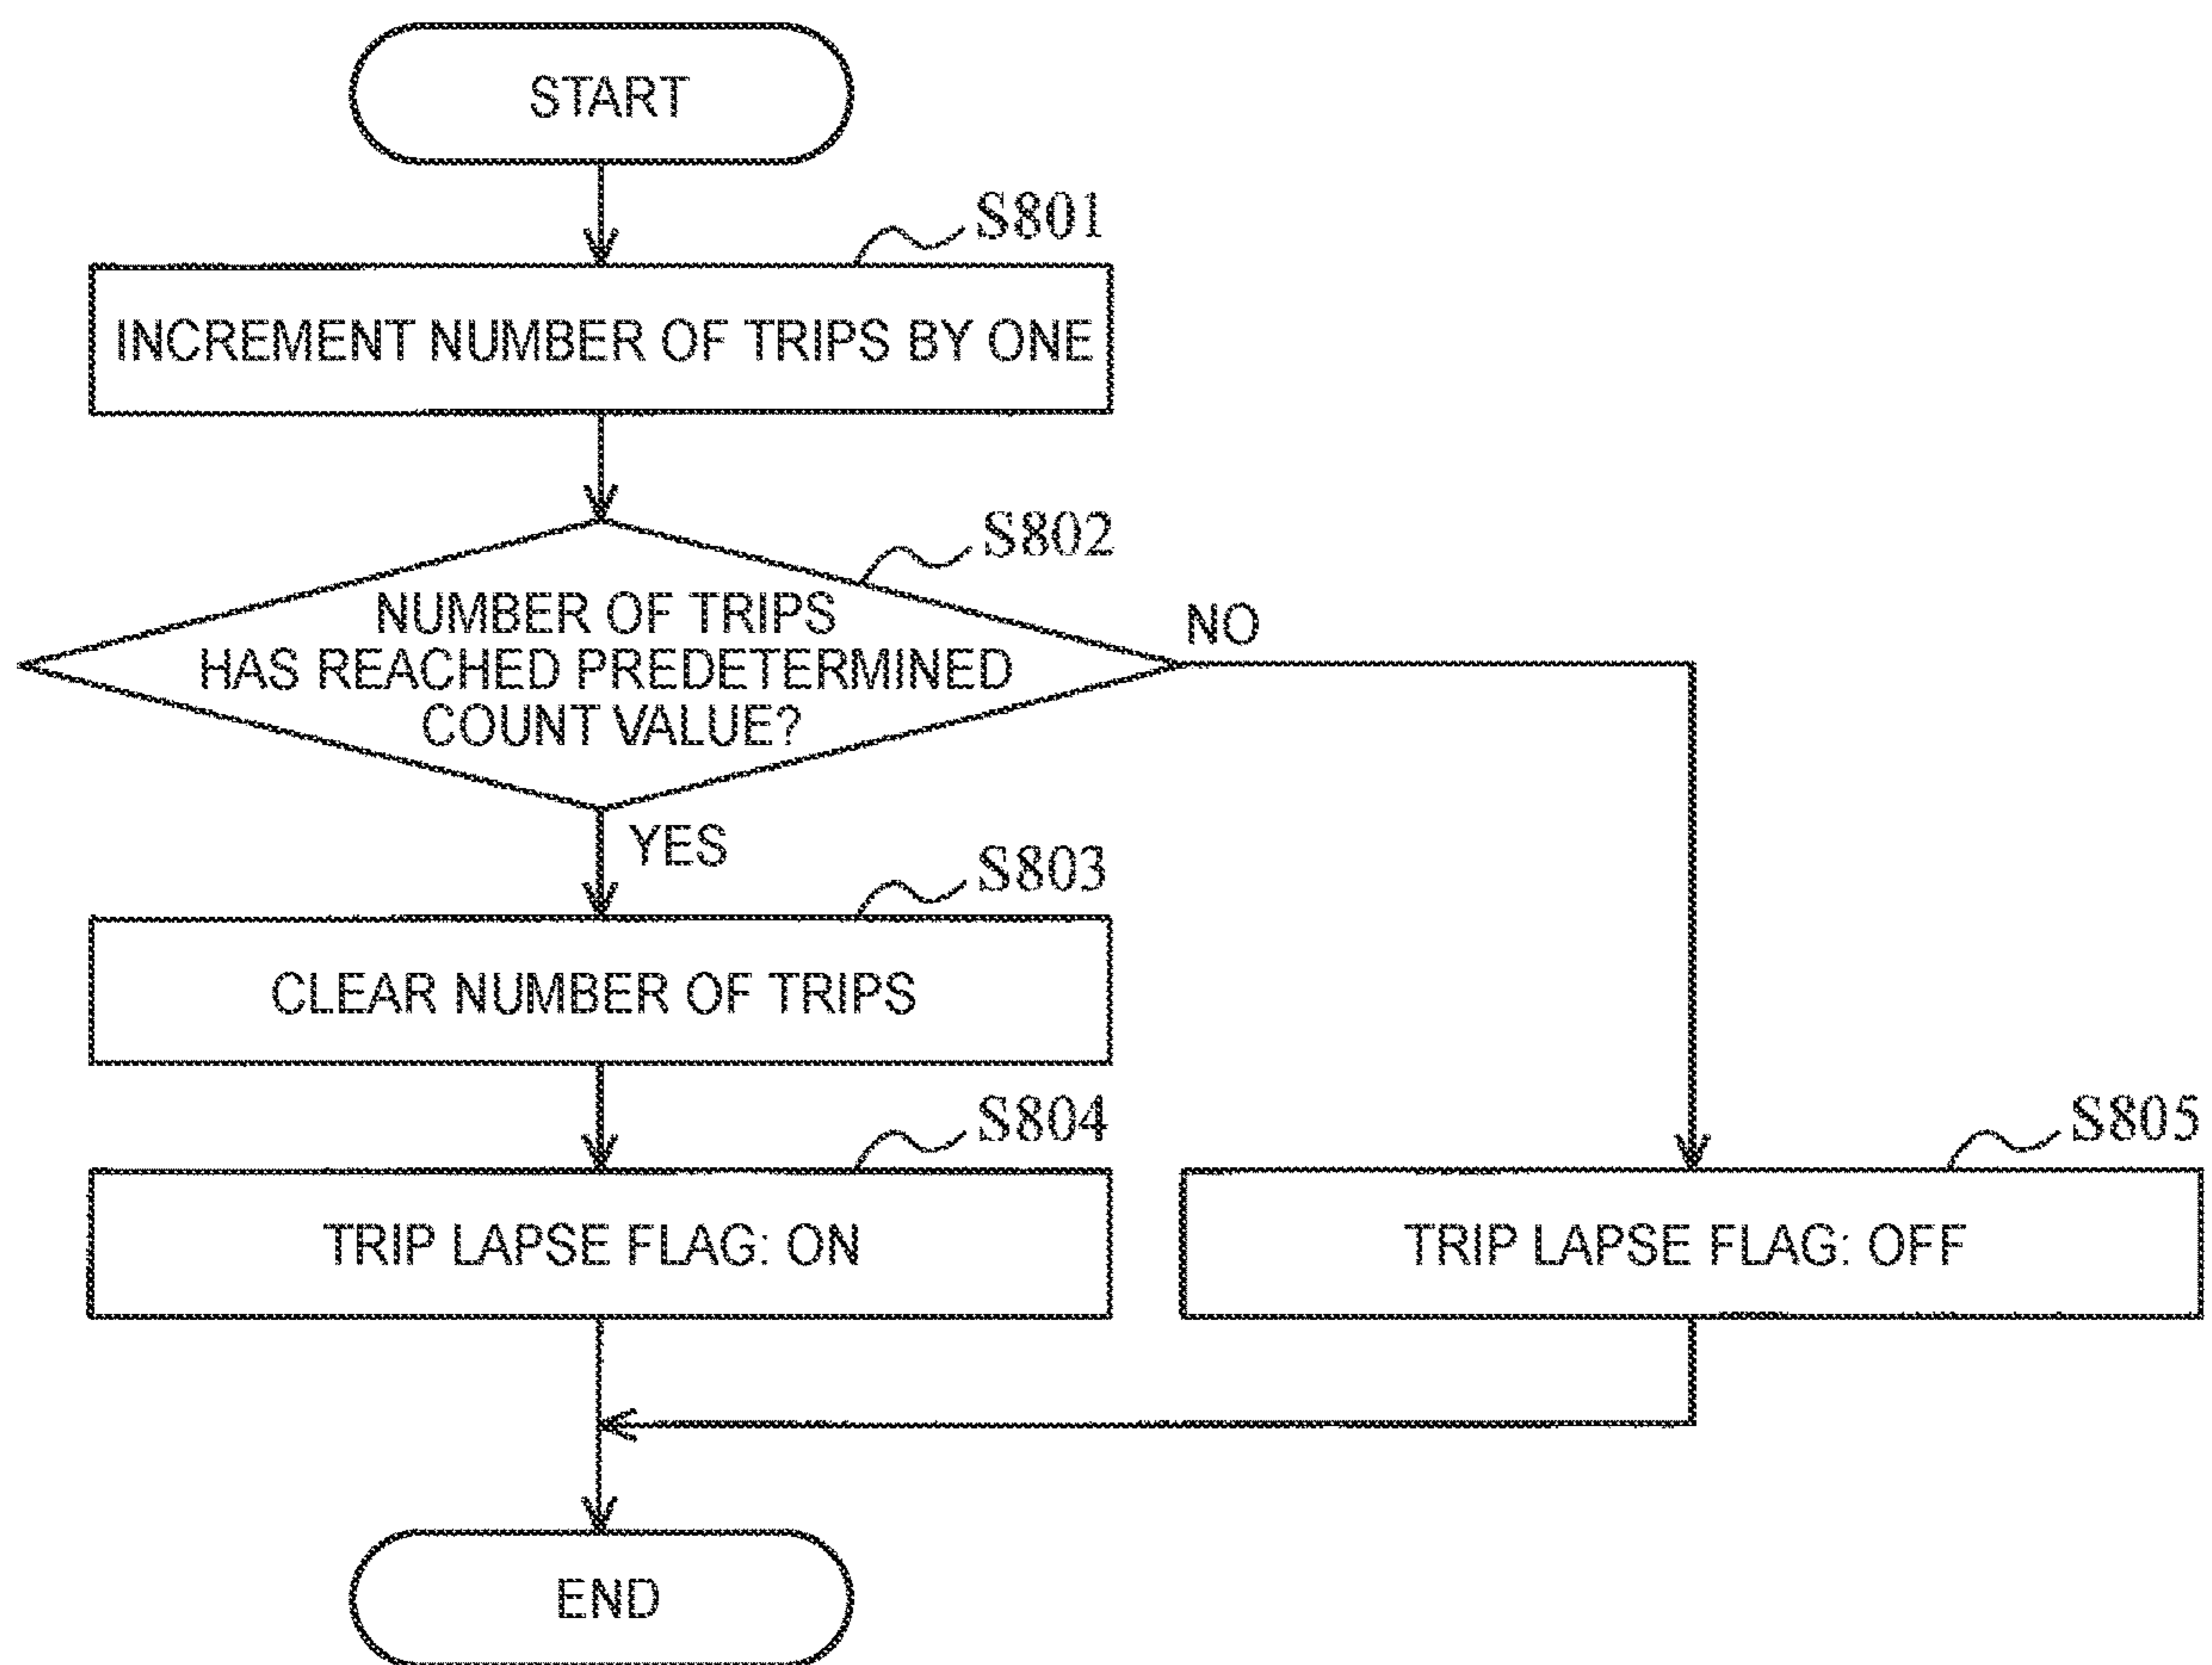 START
S801
INCREMENT NUMBER OF TRIPS BY ONE
S802
NUMBER OF TRIPS
HAS REACHED PREDETERMINED
COUNT VALUE?
NO
YES
S803
CLEAR NUMBER OF TRIPS
S804
TRIP LAPSE FLAG: ON
S805
TRIP LAPSE FLAG: OFF
END